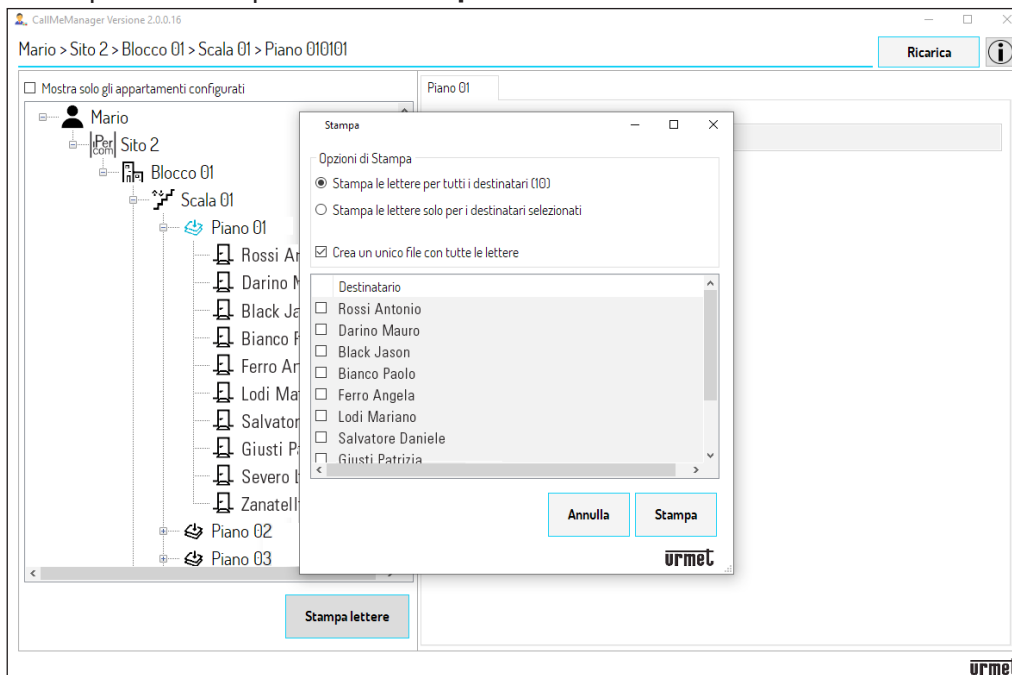 CallMeManager Versione 2.0.0.16
Mario > Sito 2 > Blocco 01 > Scala 01 > Piano 010101
Ricarica
Mostra solo gli appartamenti configurati
Mario
iPer com Sito 2
Blocco 01
Scala 01
Piano 01
Rossi
Darino
Black
Bianco
Ferro
Lodi
Salvator
Giusti
Severo
Zanatell
Piano 02
Piano 03
Stampa lettere
Piano 01
Stampa
Opzioni di Stampa
Stampa le lettere per tutti i destinatari (10)
Stampa le lettere solo per i destinatari selezionati
Crea un unico file con tutte le lettere
Destinatario
Rossi Antonio
Darino Mauro
Black Jason
Bianco Paolo
Ferro Angela
Lodi Mariano
Salvatore Daniele
Giusti Patrizia
Annulla
Stampa
urmet
urmet